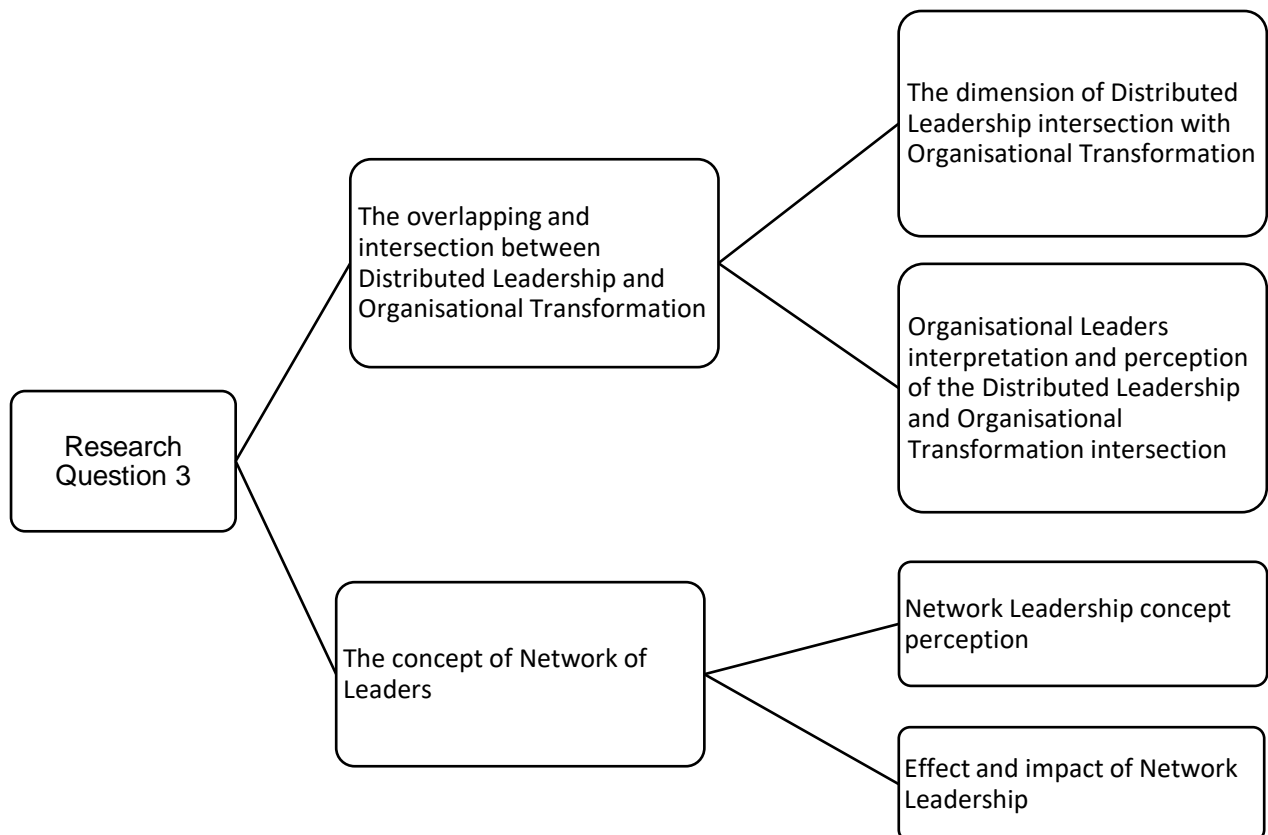 Research
Question 3
The overlapping and
intersection between
Distributed Leadership and
Organisational Transformation
The dimension of Distributed
Leadership intersection with
Organisational Transformation
Organisational Leaders
interpretation and perception
of the Distributed Leadership
and Organisational
Transformation intersection
The concept of Network of
Leaders
Network Leadership concept
perception
Effect and impact of Network
Leadership